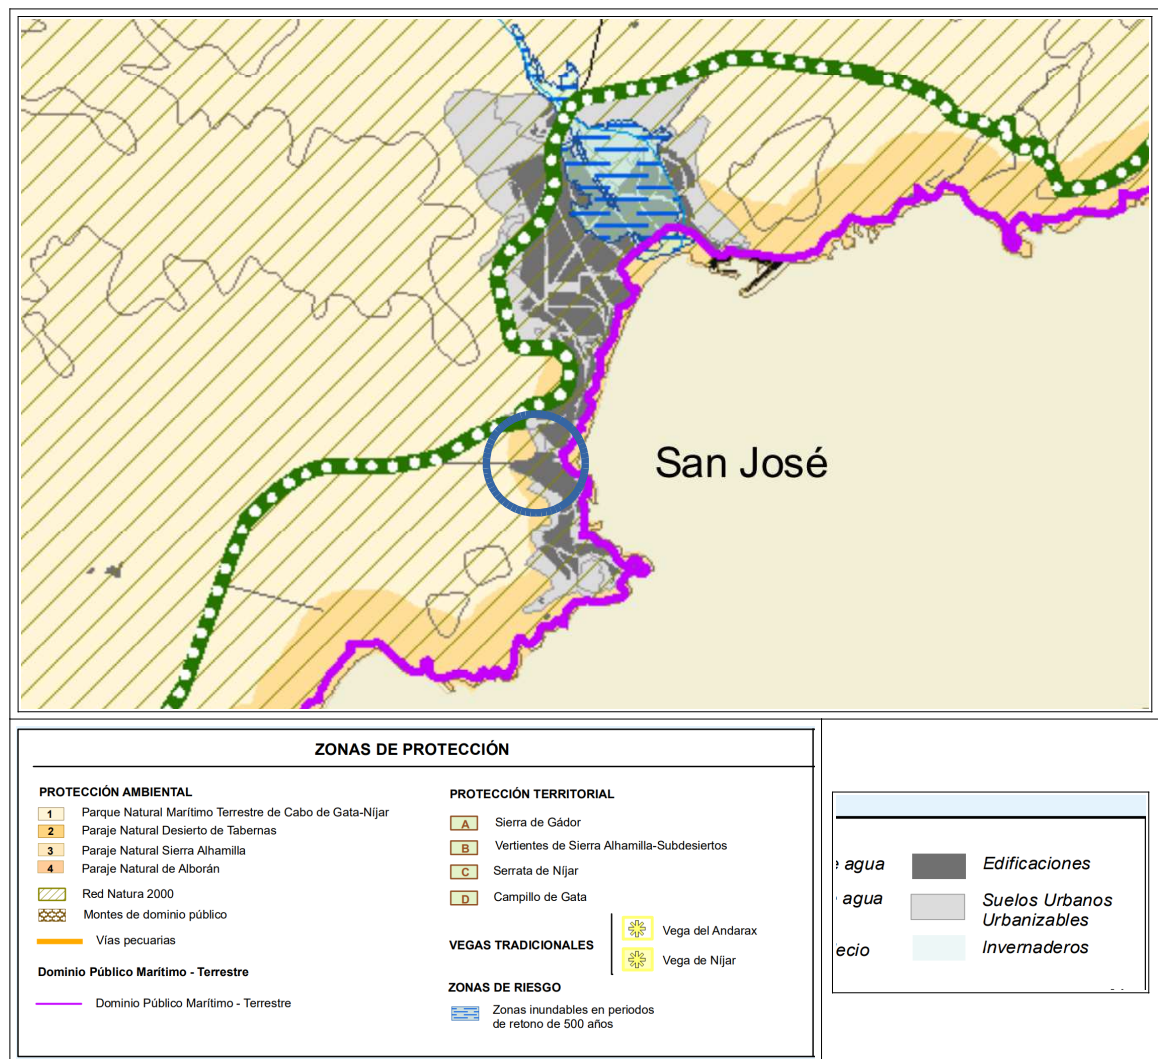 San José
ZONAS DE PROTECCIÓN
PROTECCIÓN AMBIENTAL
1 Parque Natural Marítimo Terrestre de Cabo de Gata-Níjar
2 Paraje Natural Desierto de Tabernas
3 Paraje Natural Sierra Alhamilla
4 Paraje Natural de Alborán
Red Natura 2000
Montes de dominio público
Vías pecuarias
Dominio Público Marítimo - Terrestre
Dominio Público Marítimo - Terrestre
PROTECCIÓN TERRITORIAL
A Sierra de Gádor
B Vertientes de Sierra Alhamilla-Subdesiertos
C Serrata de Níjar
D Campillo de Gata
VEGAS TRADICIONALES
Vega del Andarax
Vega de Níjar
ZONAS DE RIESGO
Zonas inundables en periodos
de retono de 500 años
agua
agua
ecio
Edificaciones
Suelos Urbanos
Urbanizables
Invernaderos